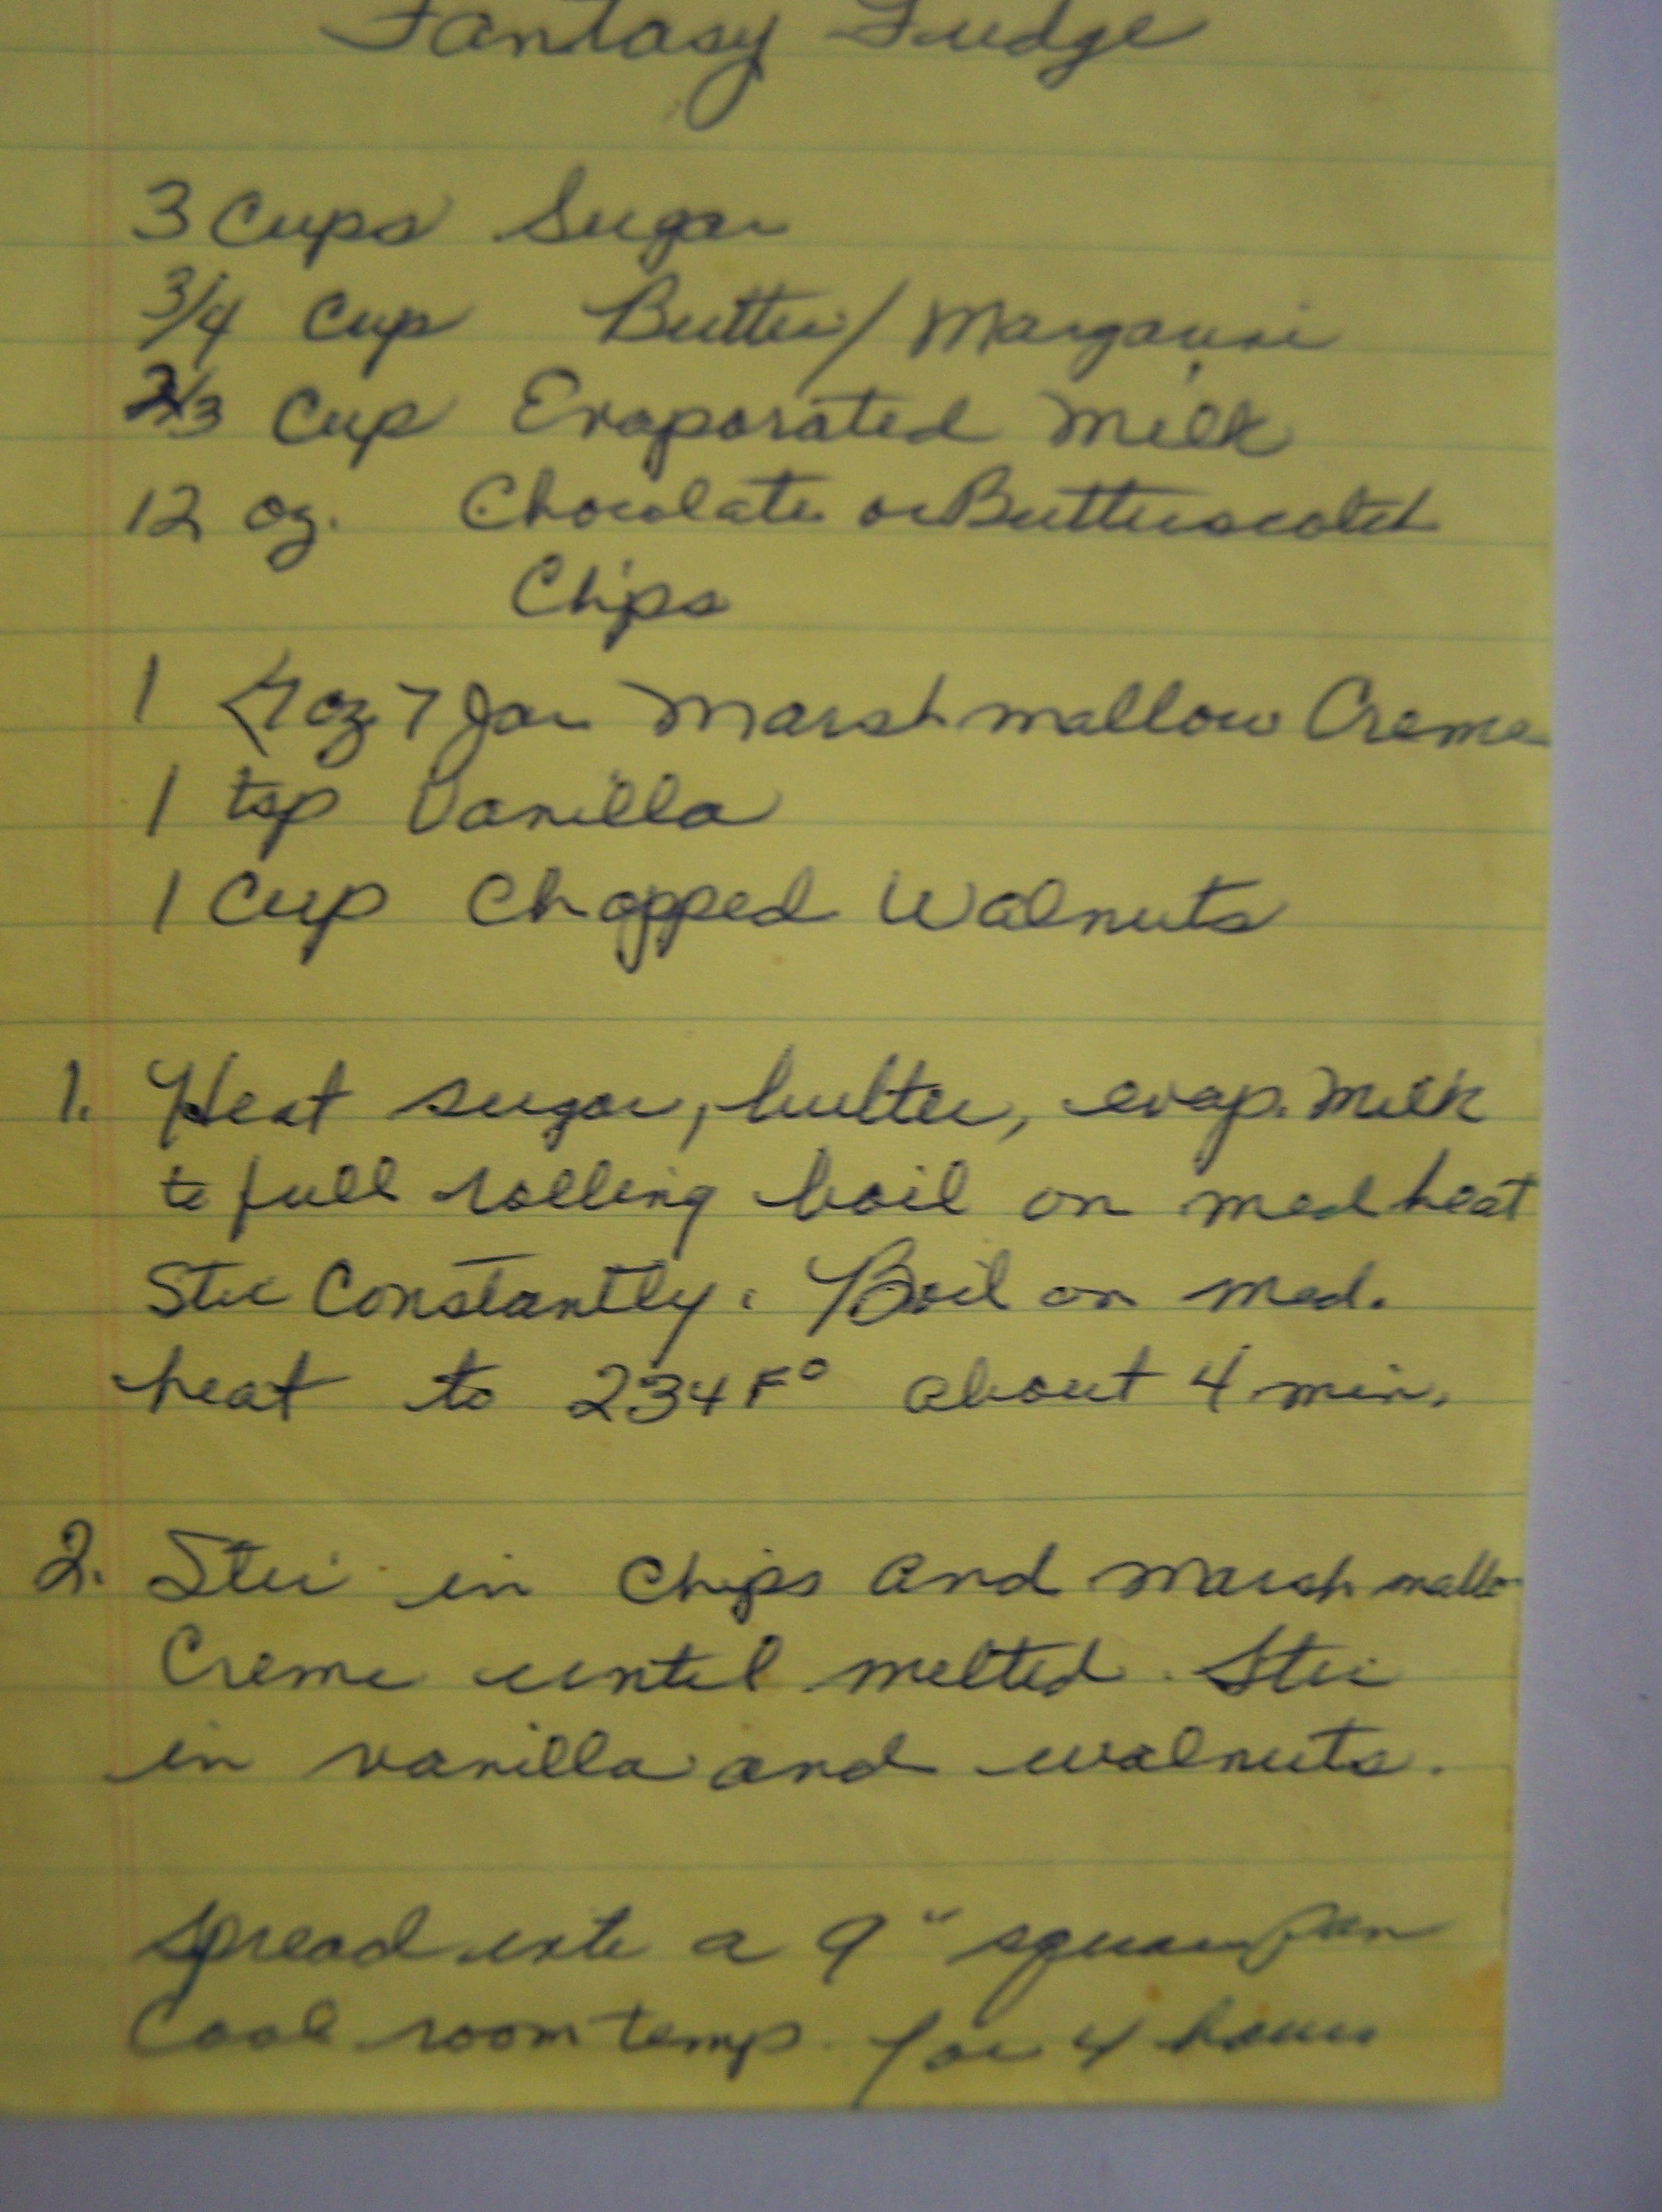 Fantasy Fudge
3 Cups Sugar
3/4 Cup Butter/Margarine
2/3 Cup Evaporated Milk
12 oz. Chocolate or Butterscotch
Chips
1 <7oz> Jar Marshmallow Creme
1 tsp Vanilla
1 Cup Chopped Walnuts
1. Heat sugar, butter, evap. milk
to full rolling boil on med heat
Stir Constantly. Boil on med.
heat to 234 F° about 4 min.
2. Stir in Chips and Marshmallo
Creme until melted. Stir
in vanilla and walnuts.
Spread into a 9" square pan
Cool room temp. for 4 hours